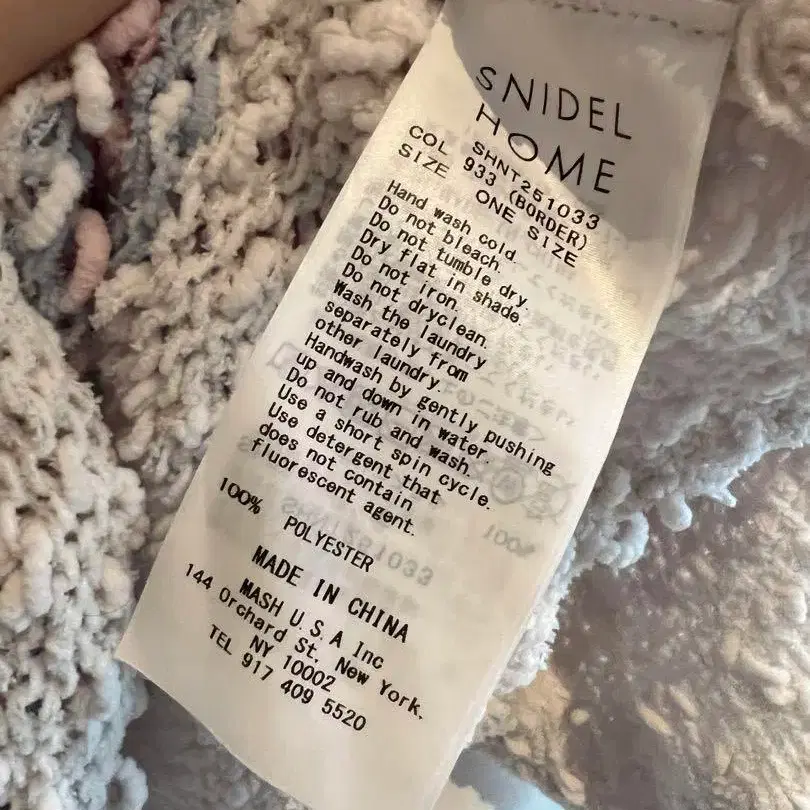 SNIDEL
HOME
SHNT251033
COL 933 (BORDER)
SIZE ONE SIZE
Hand wash cold.
Do not bleach.
Do not tumble dry.
Dry flat in shade.
Do not iron.
Do not dryclean.
Wash the laundry
separately from
other laundry.
Handwash by gently pushing
up and down in water.
Do not rub and wash.
Use a short spin cycle.
Use detergent that
does not contain
fluorescent agent.
100% POLYESTER
MADE IN CHINA
MASH U.S.A Inc
144 Orchard St, New York,
NY 10002
TEL 917 409 5520